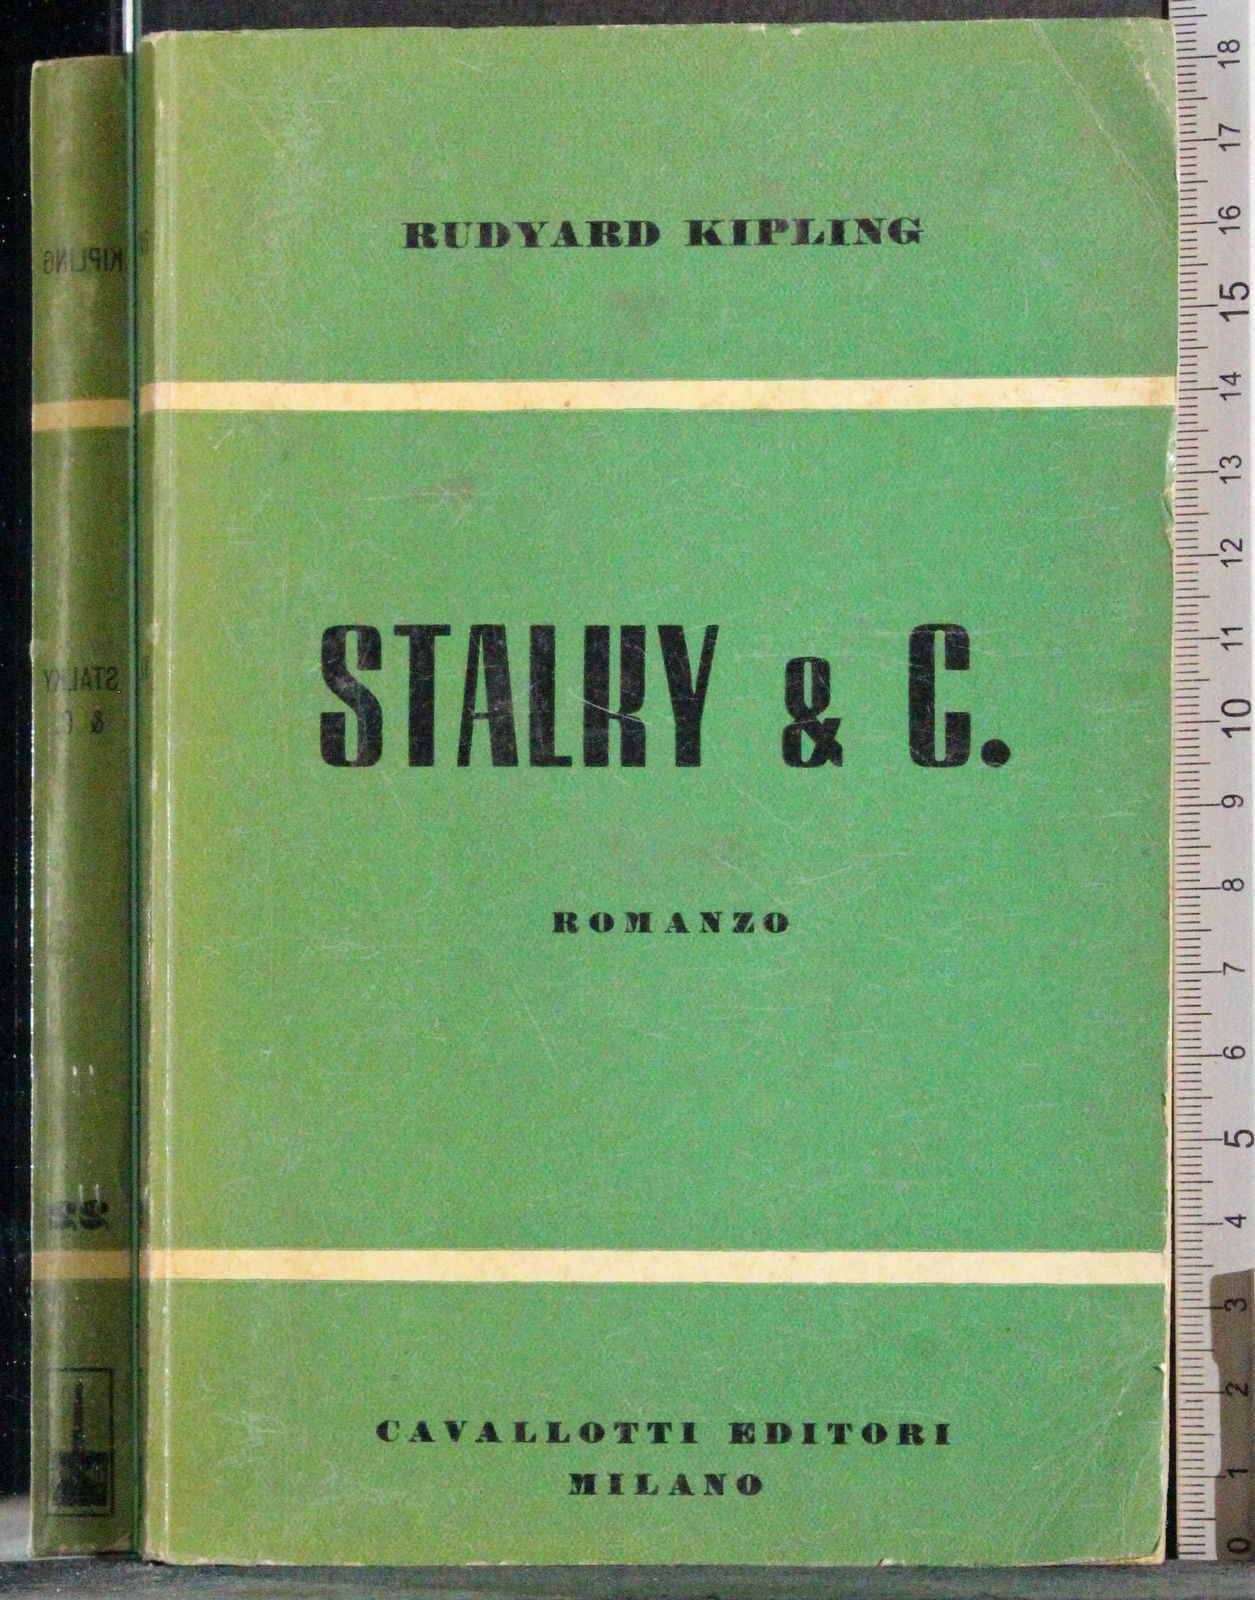 RUDYARD KIPLING
STALKY & C.
ROMANZO
CAVALLOTTI EDITORI
MILANO
KIPLING
STALKY
& C.
18
17
16
15
14
13
12
11
10
9
8
7
6
5
4
3
2
1
0